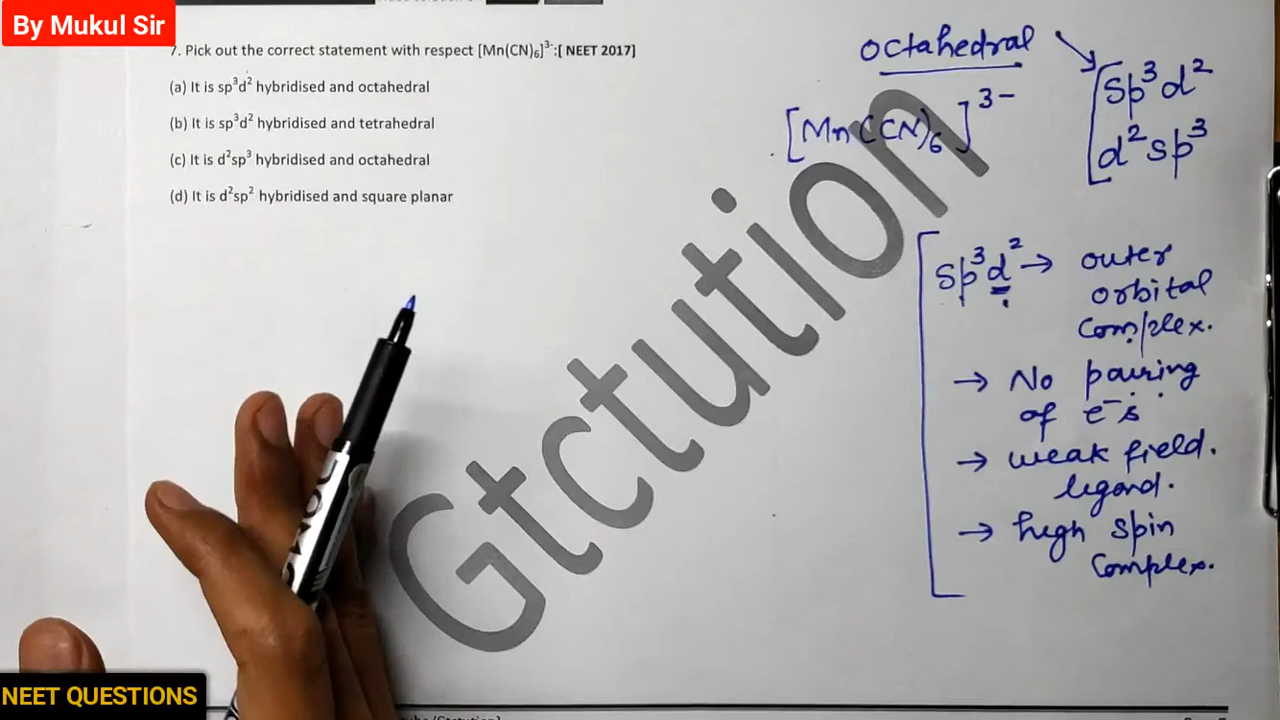 By Mukul Sir
7. Pick out the correct statement with respect [Mn(CN)₆]³⁻:[ NEET 2017]
(a) It is sp³d² hybridised and octahedral
(b) It is sp³d² hybridised and tetrahedral
(c) It is d²sp³ hybridised and octahedral
(d) It is d²sp² hybridised and square planar
octahedral
[Mn(CN)₆]³⁻
sp³d²
d²sp³
sp³d² → outer
orbital
complex.
→ No pairing
of e⁻s
→ weak field.
legand.
→ high spin
complex.
Gtctution
NEET QUESTIONS
(Gtctution)